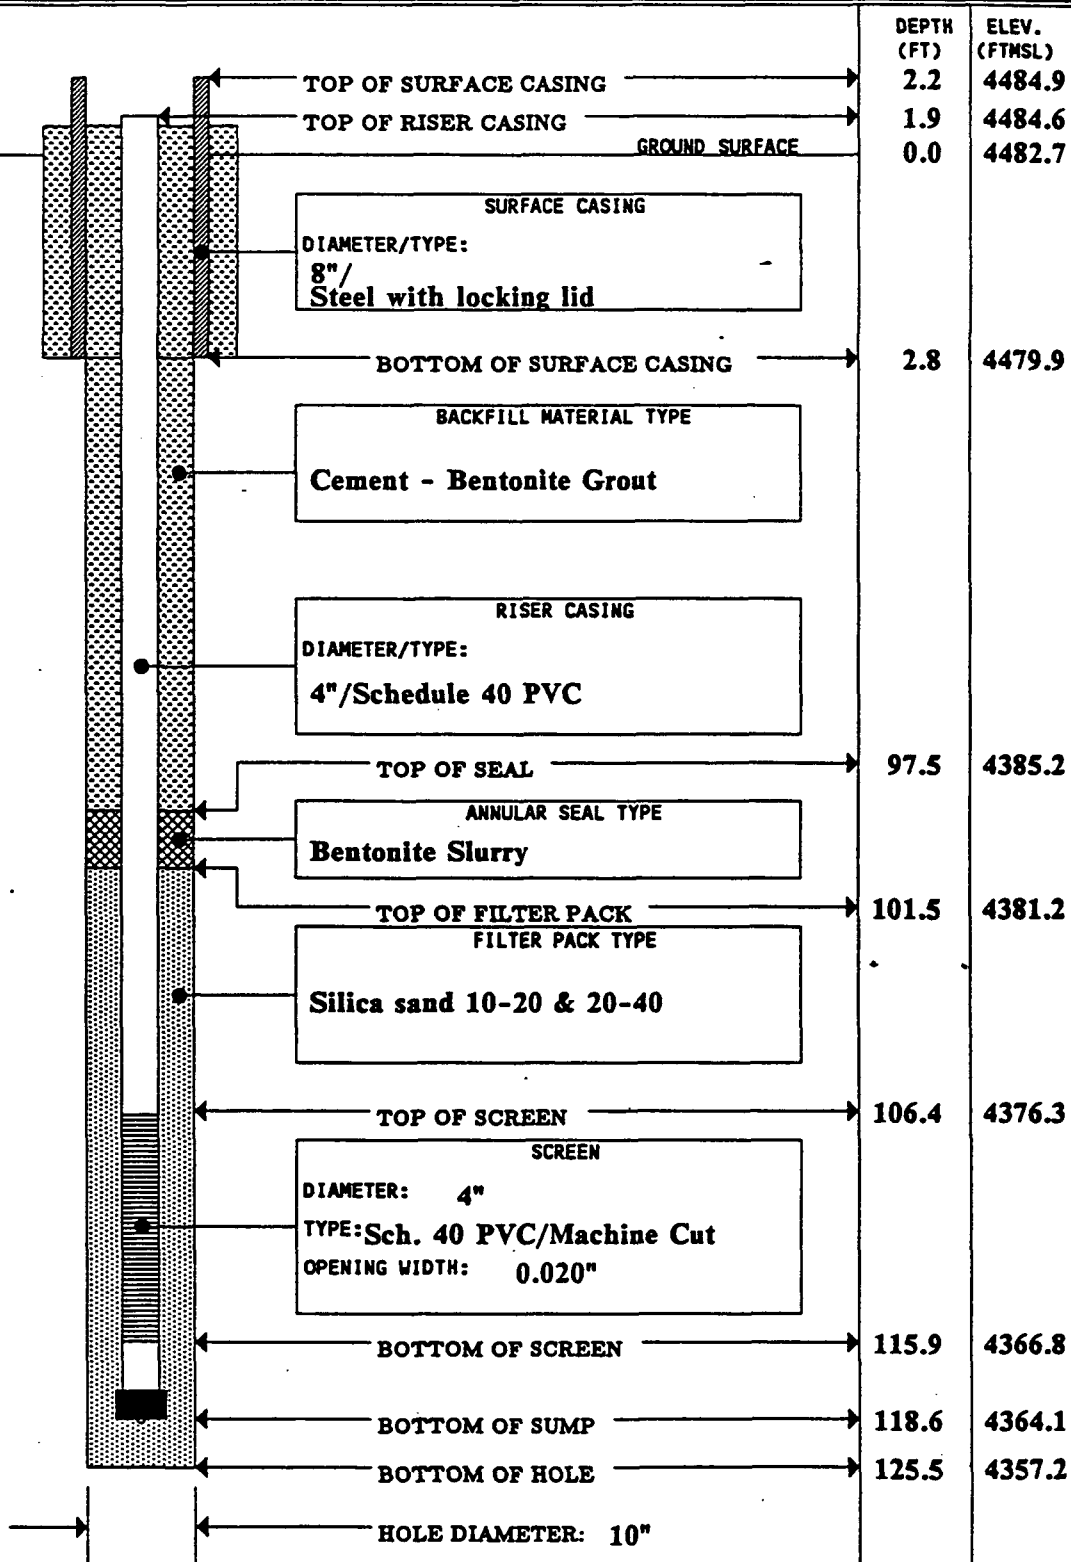 DEPTH ELEV.
(FT) (FTMSL)
TOP OF SURFACE CASING 2.2 4484.9
TOP OF RISER CASING 1.9 4484.6
GROUND SURFACE 0.0 4482.7
SURFACE CASING
DIAMETER/TYPE:
8"/
Steel with locking lid
BOTTOM OF SURFACE CASING 2.8 4479.9
BACKFILL MATERIAL TYPE
Cement - Bentonite Grout
RISER CASING
DIAMETER/TYPE:
4"/Schedule 40 PVC
TOP OF SEAL 97.5 4385.2
ANNULAR SEAL TYPE
Bentonite Slurry
TOP OF FILTER PACK 101.5 4381.2
FILTER PACK TYPE
Silica sand 10-20 & 20-40
TOP OF SCREEN 106.4 4376.3
SCREEN
DIAMETER: 4"
TYPE: Sch. 40 PVC/Machine Cut
OPENING WIDTH: 0.020"
BOTTOM OF SCREEN 115.9 4366.8
BOTTOM OF SUMP 118.6 4364.1
BOTTOM OF HOLE 125.5 4357.2
HOLE DIAMETER: 10"